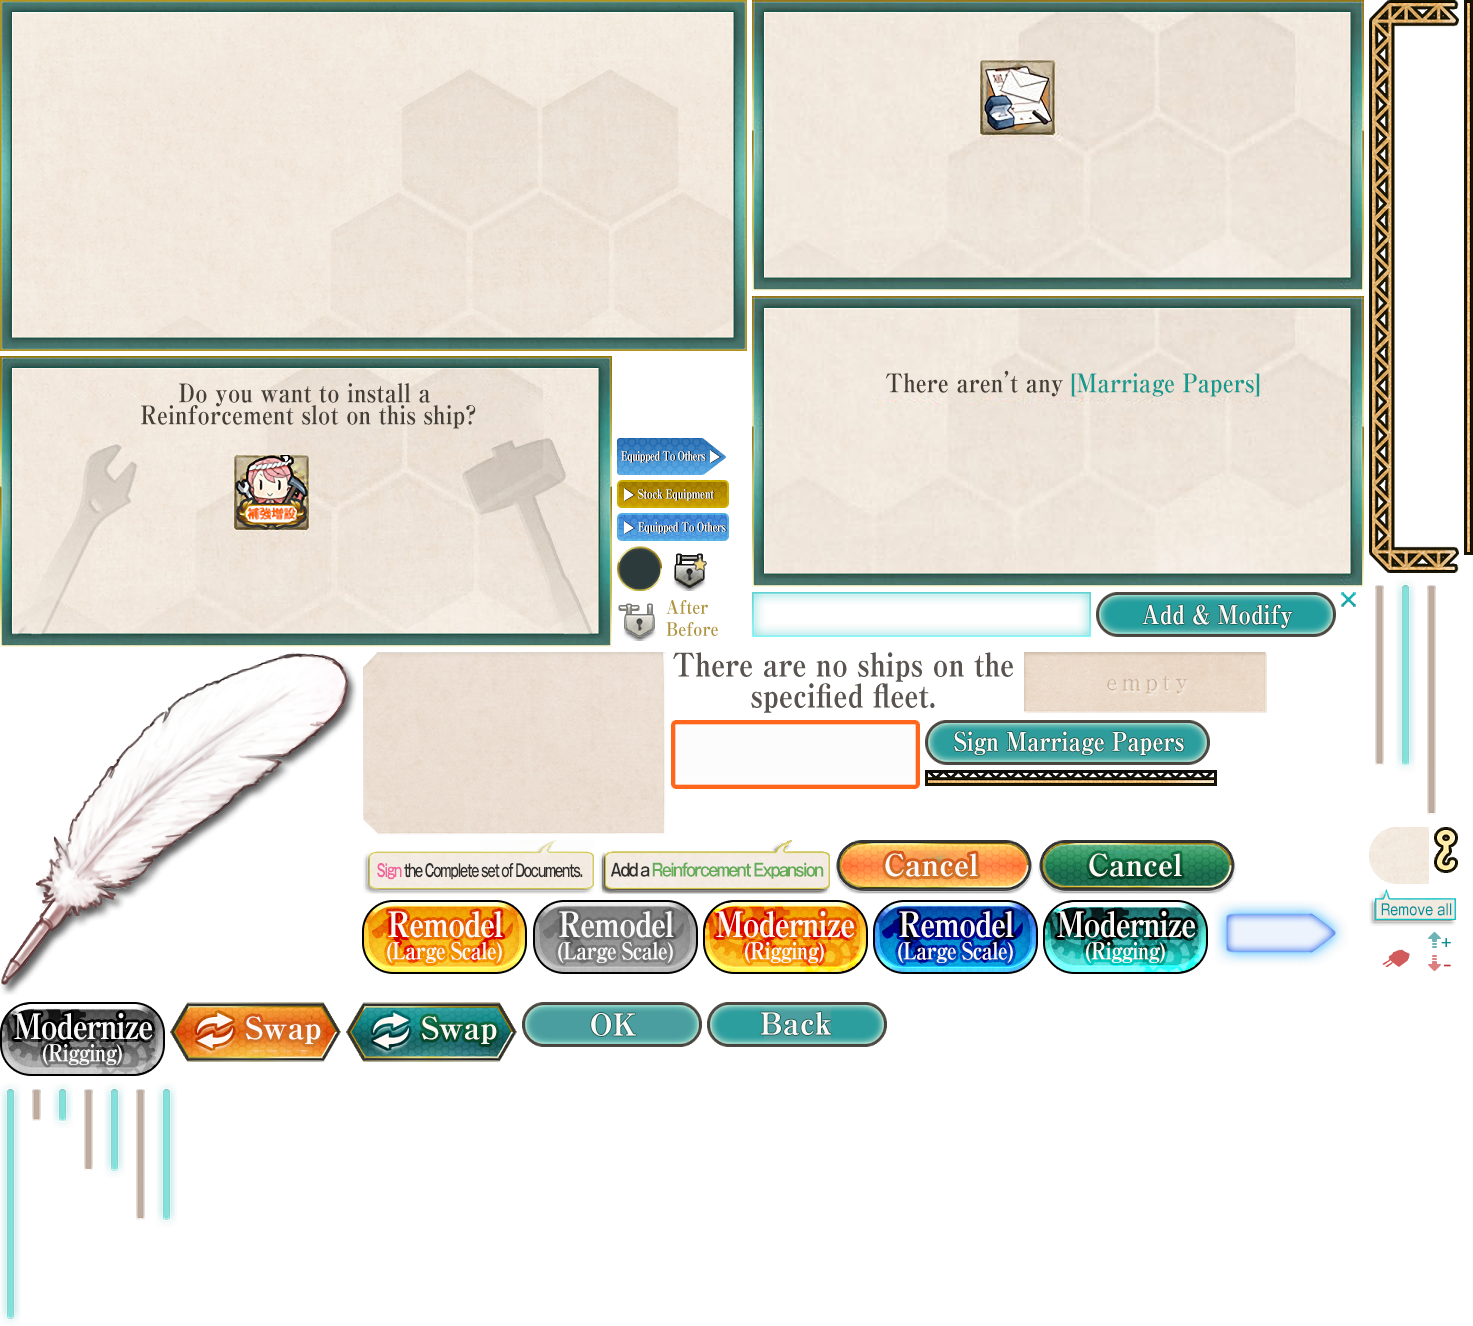 Do you want to install a
Reinforcement slot on this ship?
補強増設
There aren't any [Marriage Papers]
Equipped To Others
Stock Equipment
Equipped To Others
After
Before
Add & Modify
There are no ships on the
specified fleet.
empty
Sign Marriage Papers
Sign the Complete set of Documents.
Add a Reinforcement Expansion
Cancel
Cancel
Remodel
(Large Scale)
Remodel
(Large Scale)
Modernize
(Rigging)
Remodel
(Large Scale)
Modernize
(Rigging)
Remove all
Modernize
(Rigging)
Swap
Swap
OK
Back